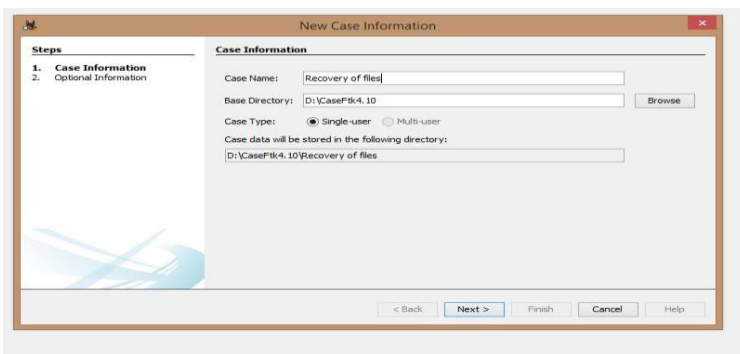 New Case Information
Steps
1. Case Information
2. Optional Information
Case Information
Case Name: Recovery of files
Base Directory: D:\CaseFtk4.10 Browse
Case Type: Single-user Multi-user
Case data will be stored in the following directory:
D:\CaseFtk4.10\Recovery of files
< Back Next > Finish Cancel Help